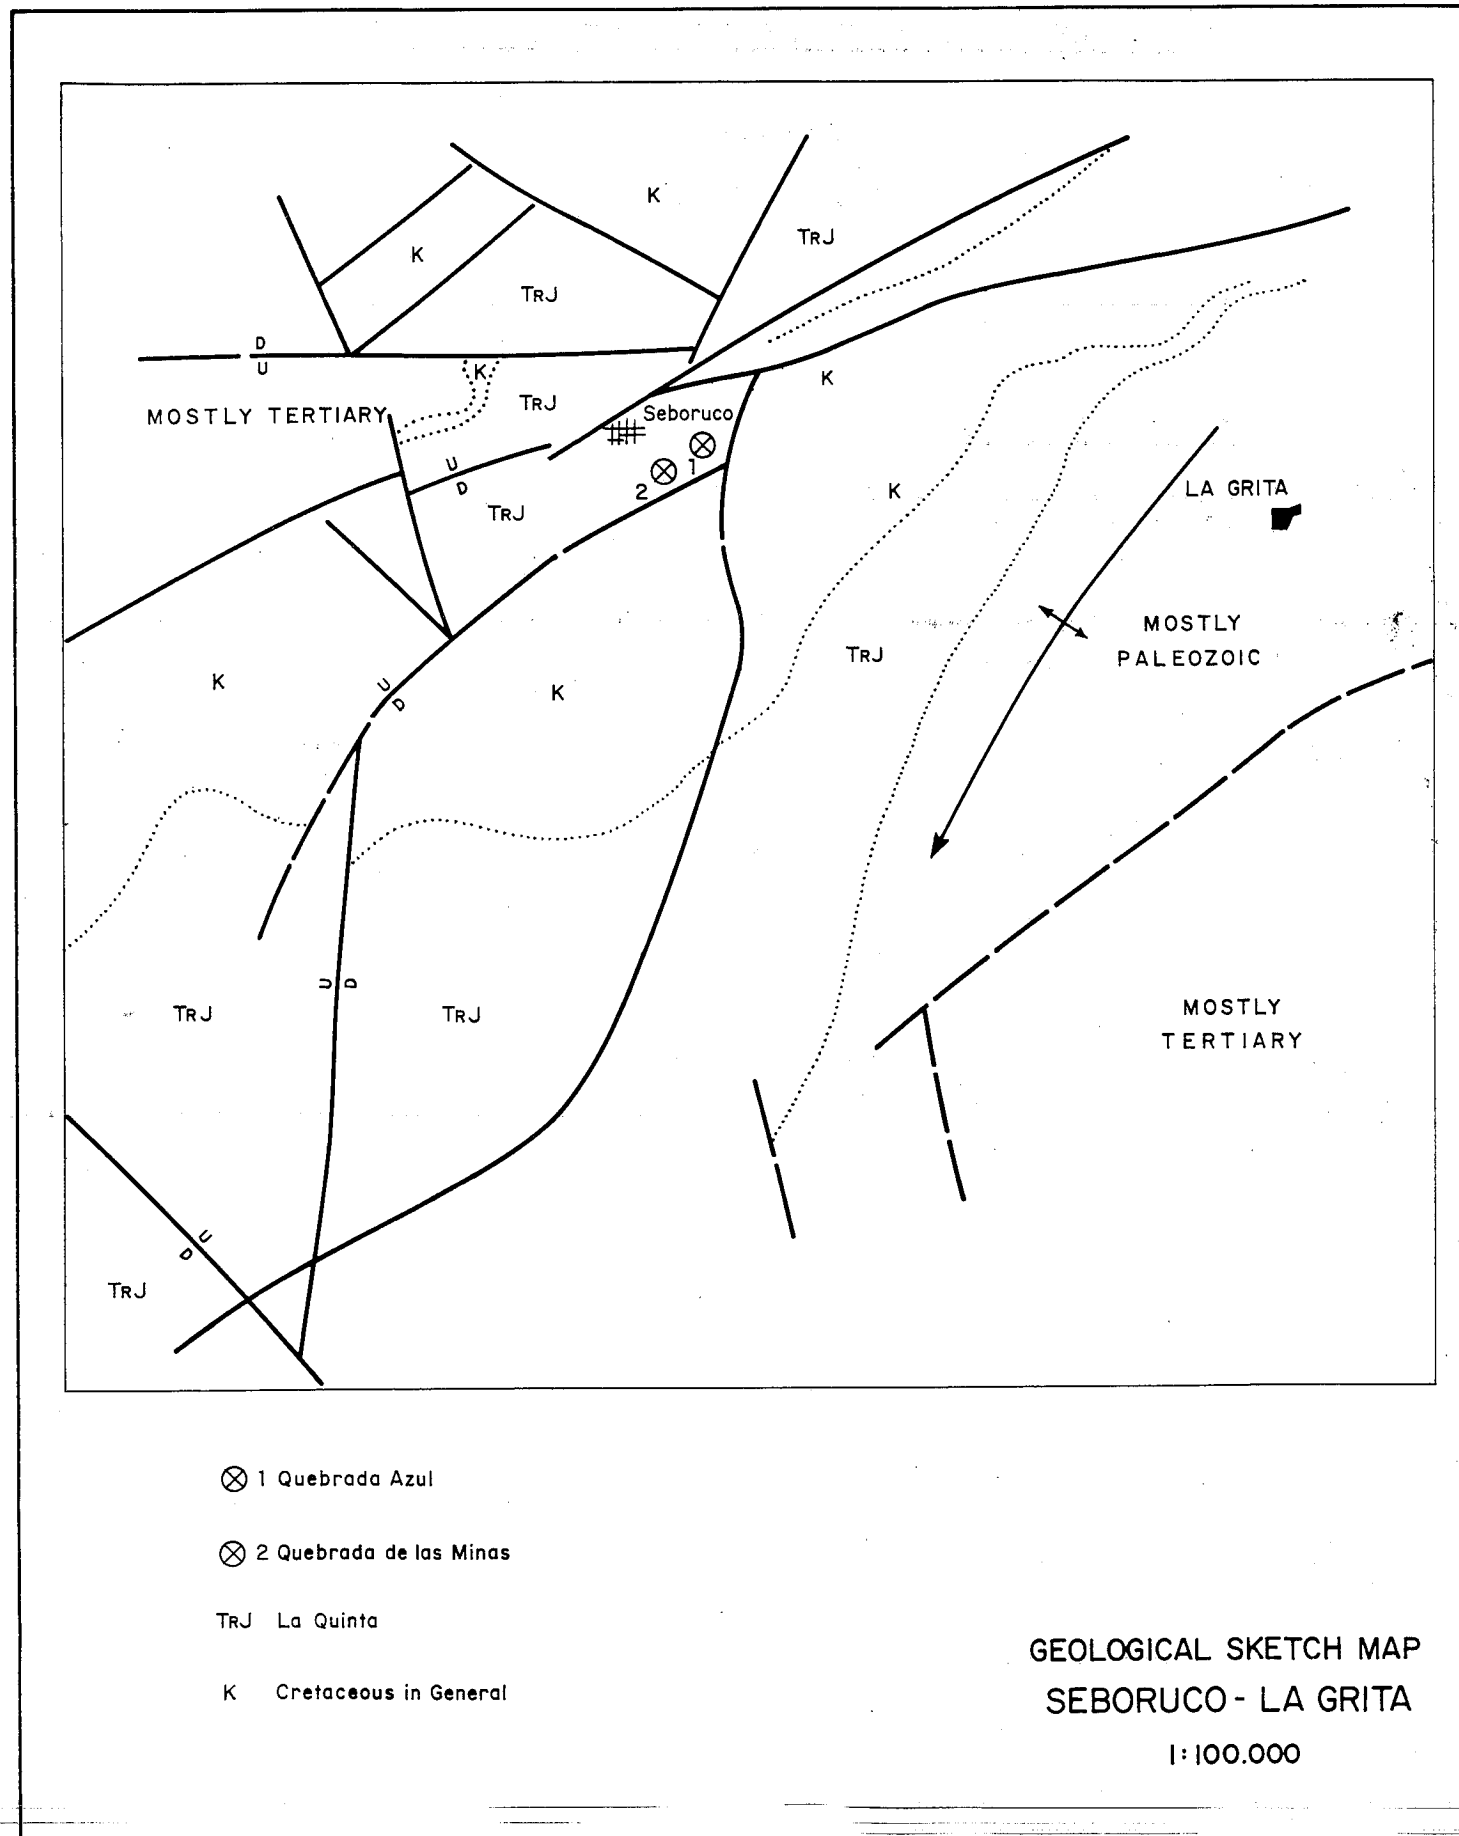 K
TRJ
K
TRJ
D
U
K
K
MOSTLY TERTIARY
TRJ
Seboruco
1
U
D
2
TRJ
K
LA GRITA
MOSTLY
PALEOZOIC
TRJ
K
U
D
K
U D
TRJ
TRJ
MOSTLY
TERTIARY
U
D
TRJ
1 Quebrada Azul
2 Quebrada de las Minas
TRJ La Quinta
K Cretaceous in General
GEOLOGICAL SKETCH MAP
SEBORUCO - LA GRITA
1:100.000